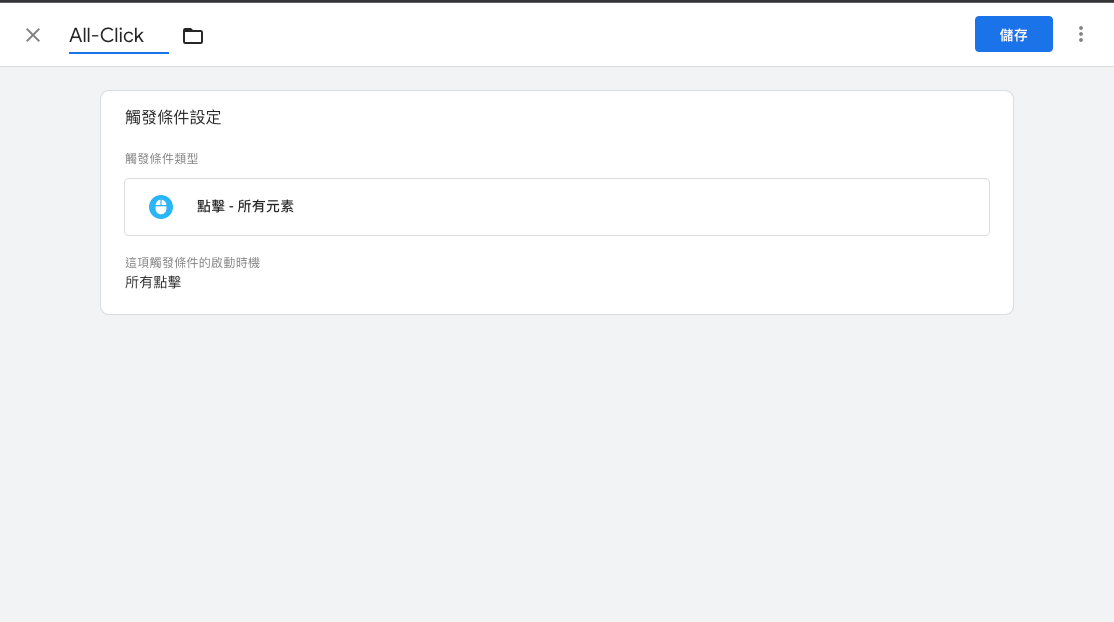 All-Click
儲存
觸發條件設定
觸發條件類型
點擊 - 所有元素
這項觸發條件的啟動時機
所有點擊